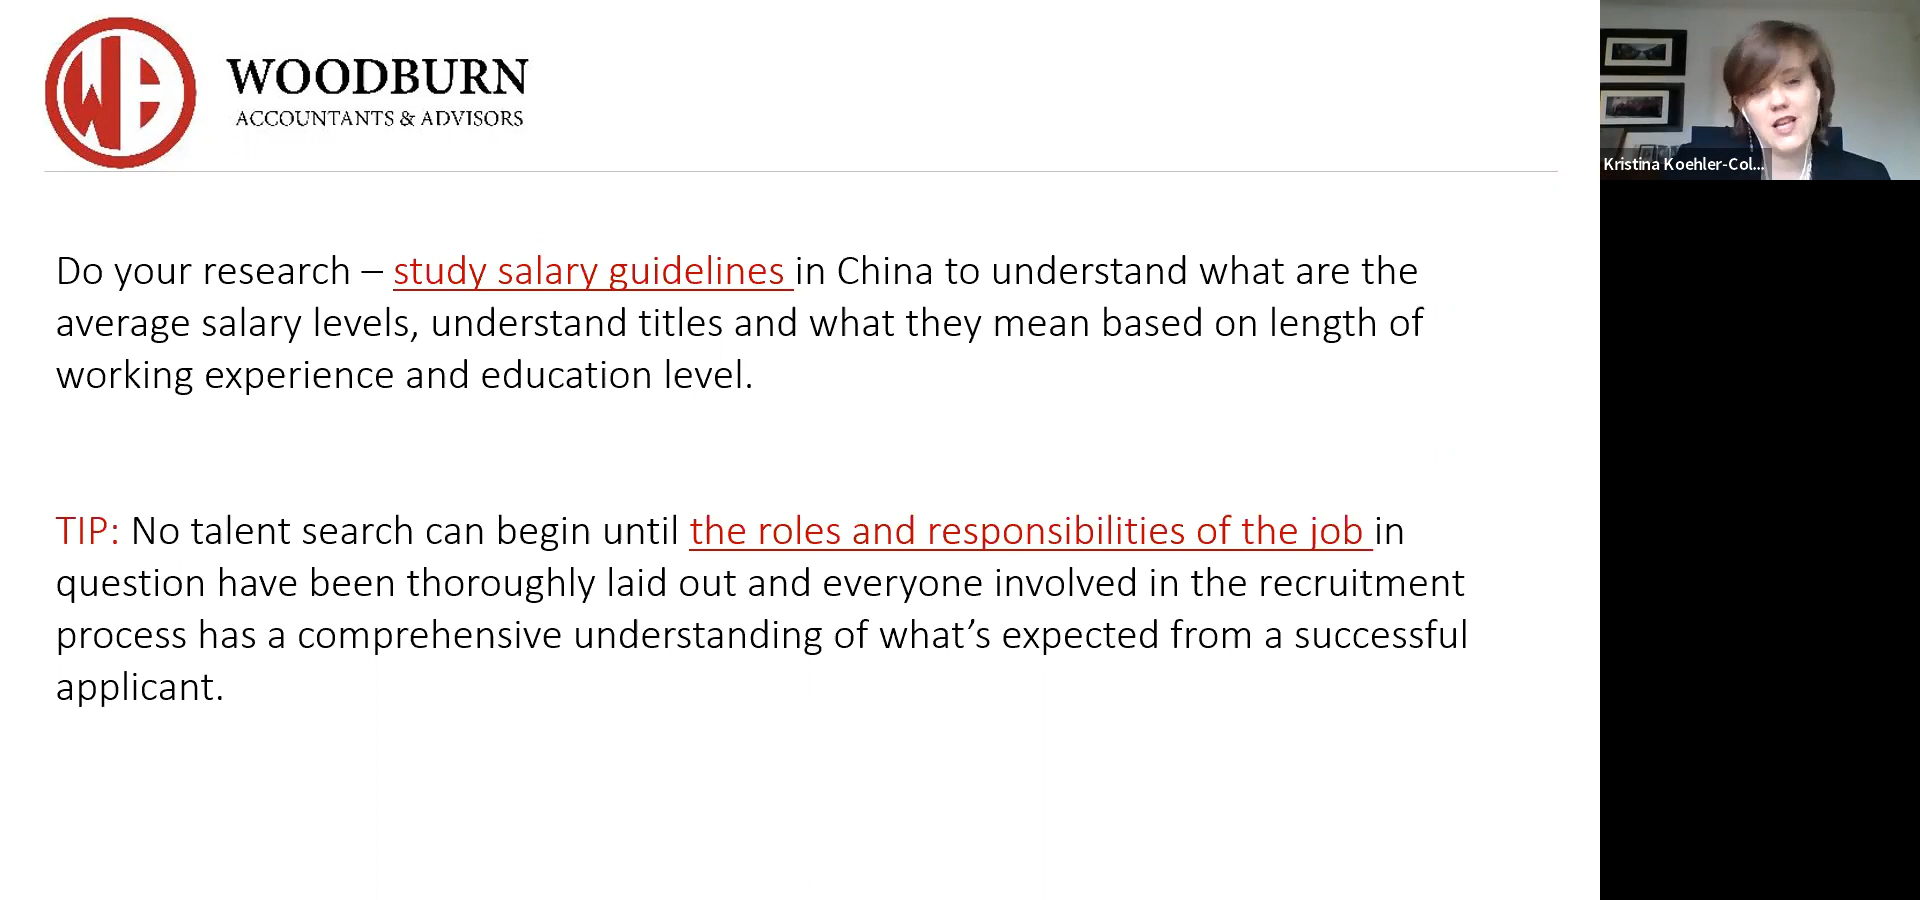 WOODBURN
ACCOUNTANTS & ADVISORS
Do your research – study salary guidelines in China to understand what are the
average salary levels, understand titles and what they mean based on length of
working experience and education level.
TIP: No talent search can begin until the roles and responsibilities of the job in
question have been thoroughly laid out and everyone involved in the recruitment
process has a comprehensive understanding of what’s expected from a successful
applicant.
Kristina Koehler-Col...